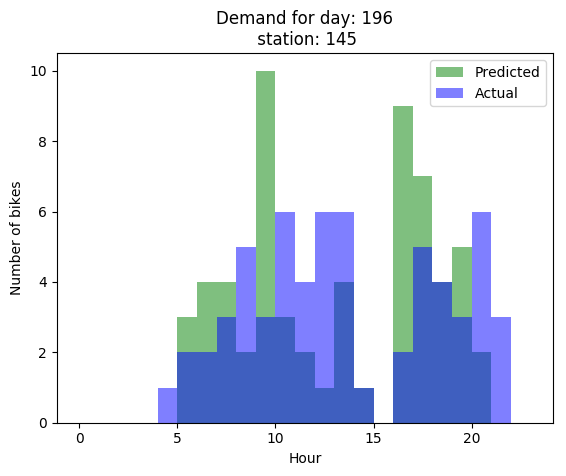 Demand for day: 196
station: 145
Predicted
Actual
Number of bikes
10
8
6
4
2
0
0 5 10 15 20
Hour